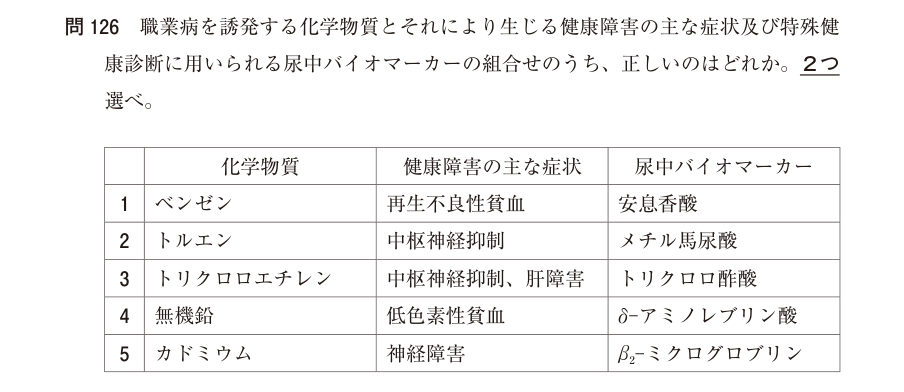 問 126　職業病を誘発する化学物質とそれにより生じる健康障害の主な症状及び特殊健
康診断に用いられる尿中バイオマーカーの組合せのうち、正しいのはどれか。2つ
選べ。
化学物質　健康障害の主な症状　尿中バイオマーカー
1　ベンゼン　再生不良性貧血　安息香酸
2　トルエン　中枢神経抑制　メチル馬尿酸
3　トリクロロエチレン　中枢神経抑制、肝障害　トリクロロ酢酸
4　無機鉛　低色素性貧血　δ-アミノレブリン酸
5　カドミウム　神経障害　β2-ミクログロブリン